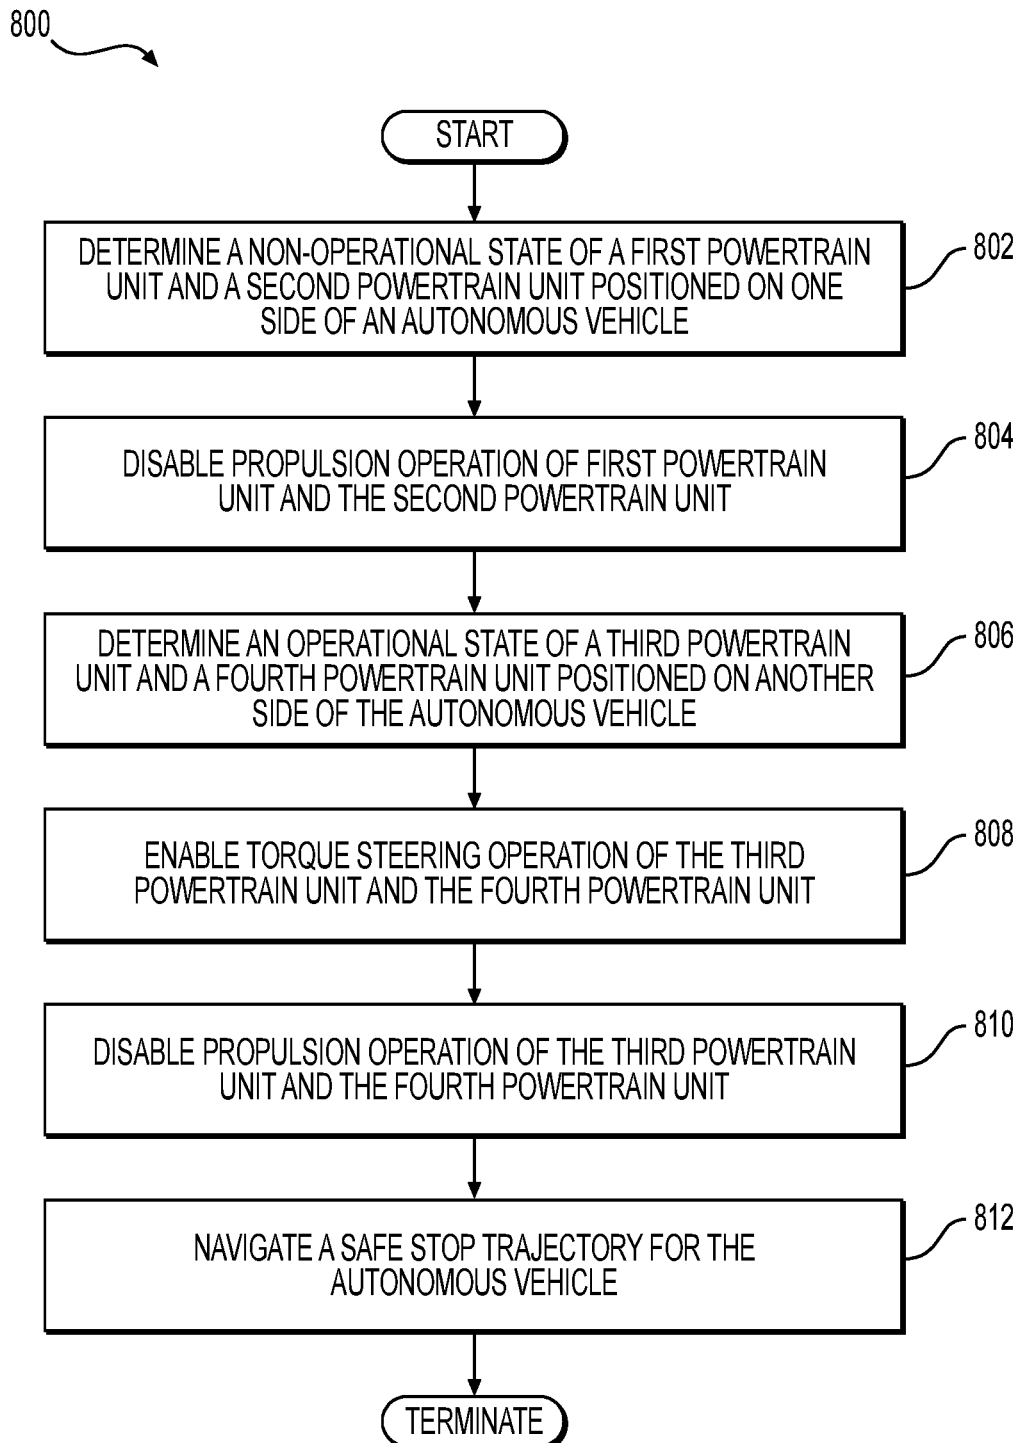 800
START
DETERMINE A NON-OPERATIONAL STATE OF A FIRST POWERTRAIN
UNIT AND A SECOND POWERTRAIN UNIT POSITIONED ON ONE
SIDE OF AN AUTONOMOUS VEHICLE
802
DISABLE PROPULSION OPERATION OF FIRST POWERTRAIN
UNIT AND THE SECOND POWERTRAIN UNIT
804
DETERMINE AN OPERATIONAL STATE OF A THIRD POWERTRAIN
UNIT AND A FOURTH POWERTRAIN UNIT POSITIONED ON ANOTHER
SIDE OF THE AUTONOMOUS VEHICLE
806
ENABLE TORQUE STEERING OPERATION OF THE THIRD
POWERTRAIN UNIT AND THE FOURTH POWERTRAIN UNIT
808
DISABLE PROPULSION OPERATION OF THE THIRD POWERTRAIN
UNIT AND THE FOURTH POWERTRAIN UNIT
810
NAVIGATE A SAFE STOP TRAJECTORY FOR THE
AUTONOMOUS VEHICLE
812
TERMINATE